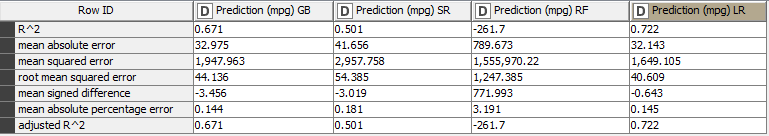 Row ID D Prediction (mpg) GB D Prediction (mpg) SR D Prediction (mpg) RF D Prediction (mpg) LR
R^2 0.671 0.501 -261.7 0.722
mean absolute error 32.975 41.656 789.673 32.143
mean squared error 1,947.963 2,957.758 1,555,970.22 1,649.105
root mean squared error 44.136 54.385 1,247.385 40.609
mean signed difference -3.456 -3.019 771.993 -0.643
mean absolute percentage error 0.144 0.181 3.191 0.145
adjusted R^2 0.671 0.501 -261.7 0.722